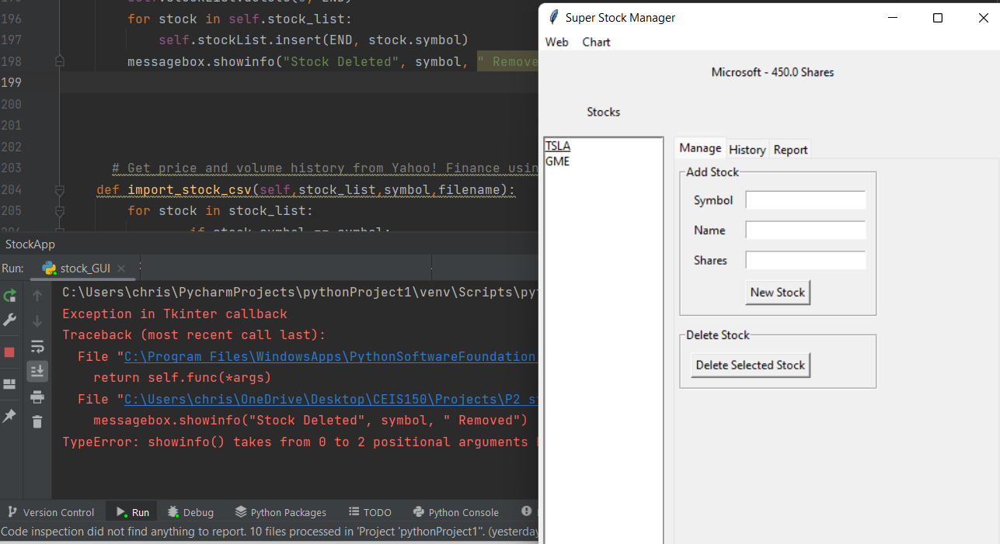 196 for stock in self.stock_list:
197 self.stockList.insert(END, stock.symbol)
198 messagebox.showinfo("Stock Deleted", symbol, " Remove
199
200
201
202
203 # Get price and volume history from Yahoo! Finance usin
204 def import_stock_csv(self,stock_list,symbol,filename):
205 for stock in stock_list:
StockApp
Run: stock_GUI
C:\Users\chris\PycharmProjects\pythonProject1\venv\Scripts\pyt
Exception in Tkinter callback
Traceback (most recent call last):
File "C:\Program Files\WindowsApps\PythonSoftwareFoundation
return self.func(*args)
File "C:\Users\chris\OneDrive\Desktop\CEIS150\Projects\P2 st
messagebox.showinfo("Stock Deleted", symbol, " Removed")
TypeError: showinfo() takes from 0 to 2 positional arguments
Version Control Run Debug Python Packages TODO Python Console
Code inspection did not find anything to report. 10 files processed in 'Project 'pythonProject1''. (yesterday
Super Stock Manager
Web Chart
Microsoft - 450.0 Shares
Stocks
TSLA
GME
Manage History Report
Add Stock
Symbol
Name
Shares
New Stock
Delete Stock
Delete Selected Stock